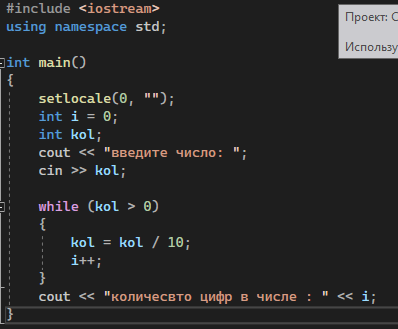 #include <iostream>
using namespace std;
int main()
{
setlocale(0, "");
int i = 0;
int kol;
cout << "введите число: ";
cin >> kol;
while (kol > 0)
{
kol = kol / 10;
i++;
}
cout << "количесвто цифр в числе : " << i;
}
Проект: C
Использу